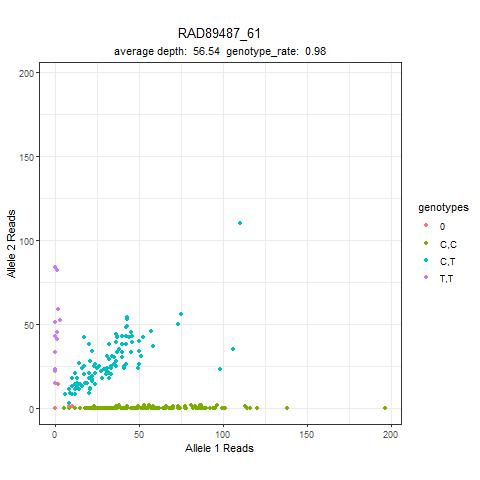 RAD89487_61
average depth:  56.54  genotype_rate:  0.98
200
150
100
50
0
Allele 2 Reads
0 50 100 150 200
Allele 1 Reads
genotypes
0
C,C
C,T
T,T